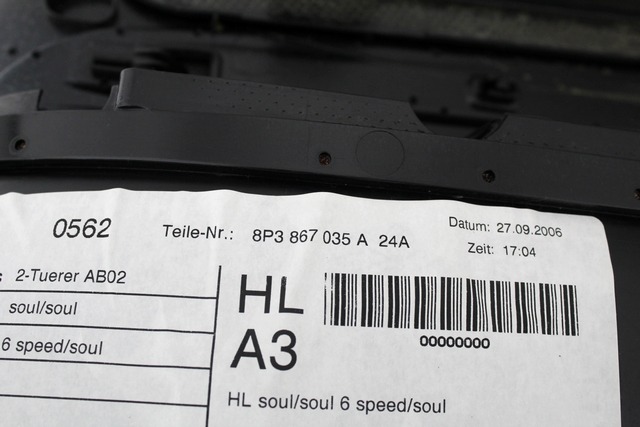 0562 Teile-Nr.: 8P3 867 035 A 24A Datum: 27.09.2006
Zeit: 17:04
2-Tuerer AB02
soul/soul
6 speed/soul
HL
A3
00000000
HL soul/soul 6 speed/soul